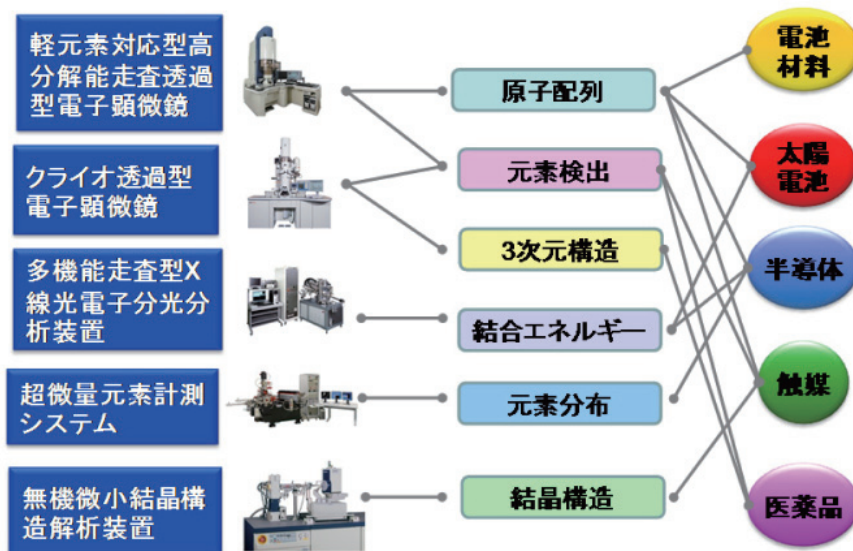 軽元素対応型高
分解能走査透過
型電子顕微鏡
クライオ透過型
電子顕微鏡
多機能走査型X
線光電子分光分
析装置
超微量元素計測
システム
無機微小結晶構
造解析装置
原子配列
元素検出
3次元構造
結合エネルギー
元素分布
結晶構造
電池
材料
太陽
電池
半導体
触媒
医薬品